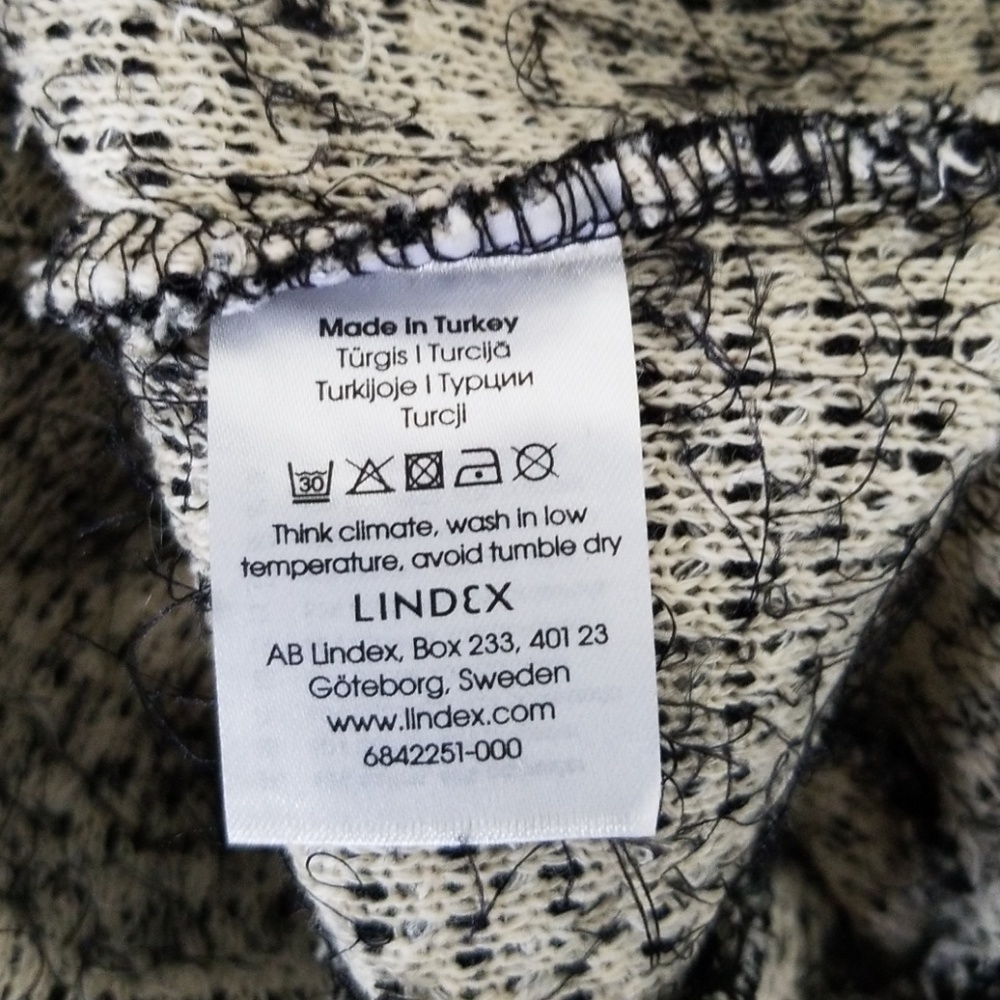 Made in Turkey
Türgis | Turcijā
Turkijoje | Турции
Turcji
30
Think climate, wash in low
temperature, avoid tumble dry
LINDEX
AB Lindex, Box 233, 401 23
Göteborg, Sweden
www.lindex.com
6842251-000